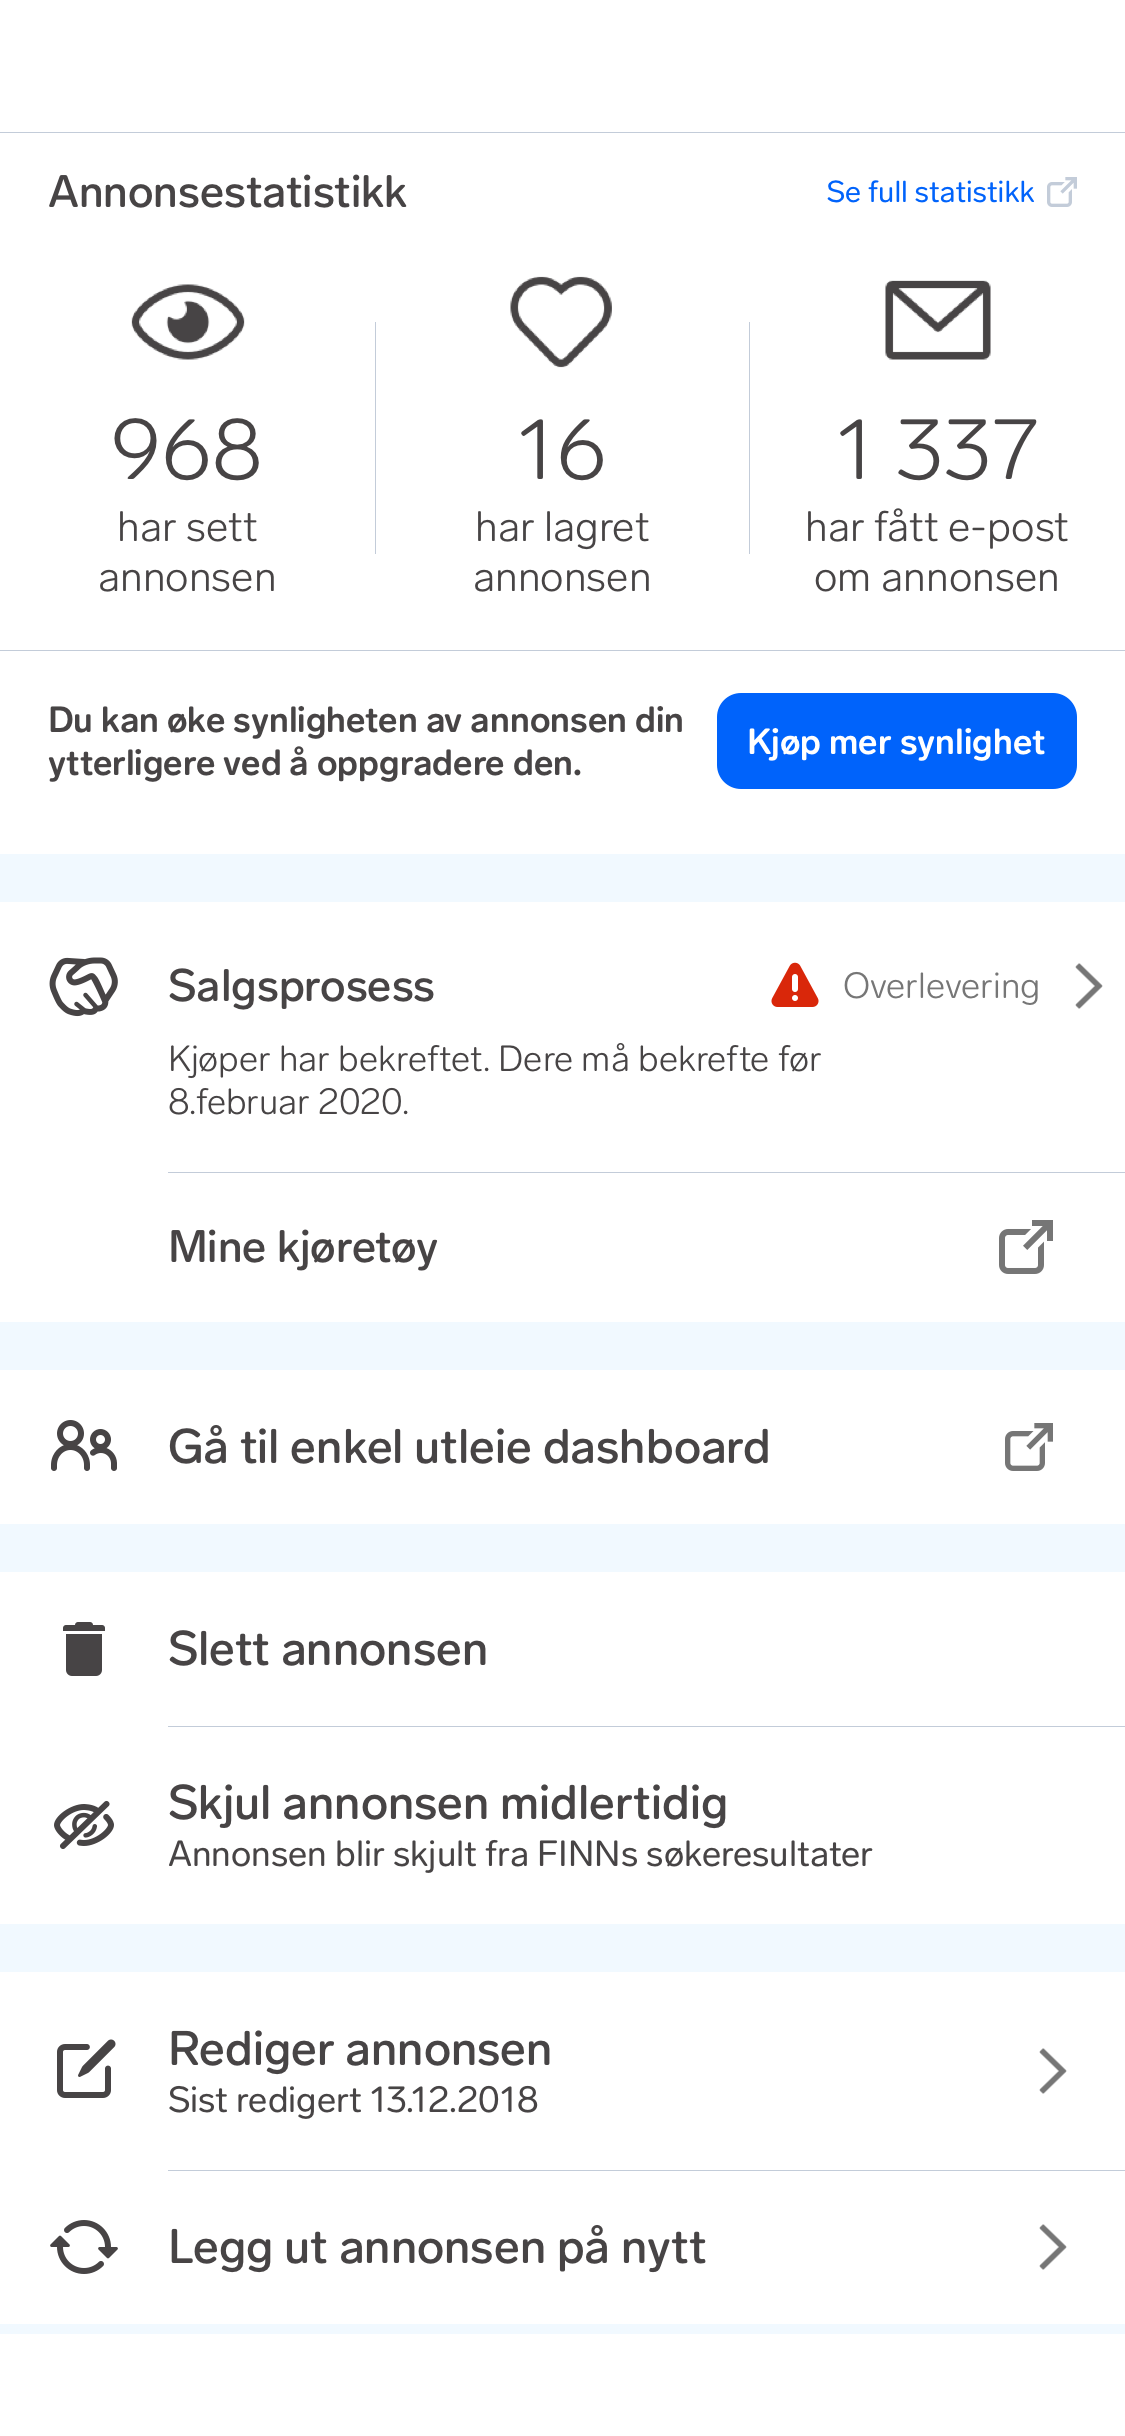 Annonsestatistikk
Se full statistikk
968
har sett
annonsen
16
har lagret
annonsen
1 337
har fått e-post
om annonsen
Du kan øke synligheten av annonsen din
ytterligere ved å oppgradere den.
Kjøp mer synlighet
Salgsprosess
Overlevering
Kjøper har bekreftet. Dere må bekrefte før
8.februar 2020.
Mine kjøretøy
Gå til enkel utleie dashboard
Slett annonsen
Skjul annonsen midlertidig
Annonsen blir skjult fra FINNs søkeresultater
Rediger annonsen
Sist redigert 13.12.2018
Legg ut annonsen på nytt